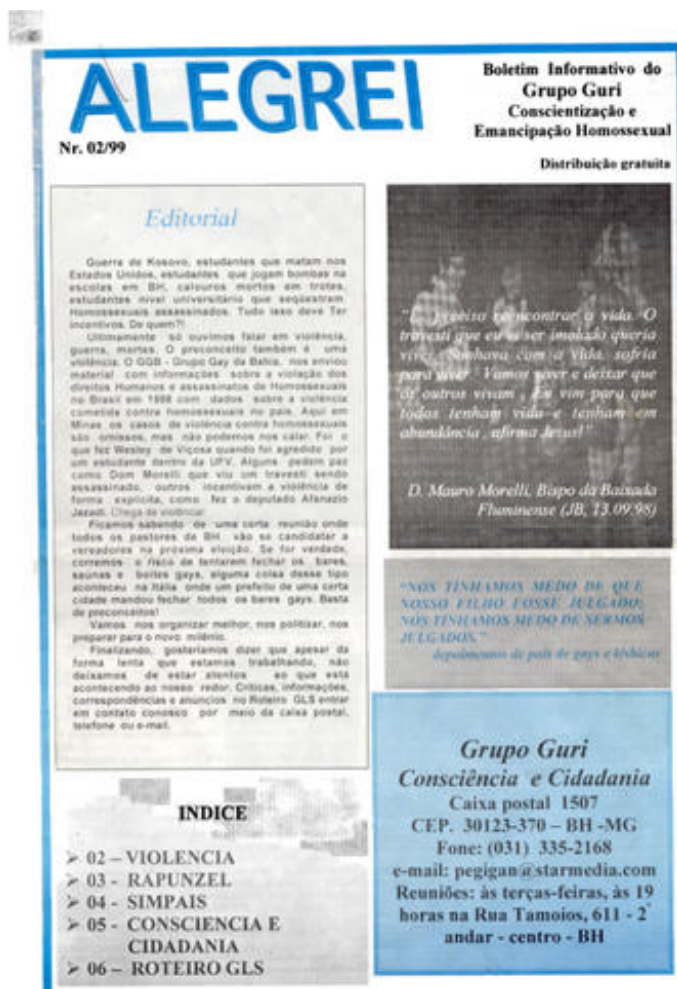 ALEGREI
Nr. 02/99
Boletim Informativo do
Grupo Guri
Conscientização e
Emancipação Homossexual
Distribuição gratuita
Editorial
Guerra de Kosovo, estudantes que matam nos
Estados Unidos, estudantes que jogam bombas na
escolas em BH, calouros mortos em trotes,
estudantes nivel universitário que seqüestram.
Homossexuais assassinados. Tudo isso deve Ter
incentivos. De quem?!
Ultimamente só ouvimos falar em violência,
guerra, mortes. O preconceito também é uma
violência. O GGB - Grupo Gay da Bahia. nos enviou
material com informações sobre a violação dos
direitos Humanos e assassinatos de Homossexuais
no Brasil em 1998 com dados sobre a violência
cometida contra homossexuais no país. Aqui em
Minas os casos de violência contra homossexuais
são omissos, mas não podemos nos calar. Foi o
que fez Wesley de Viçosa quando foi agredido por
um estudante dentro da UFV. Alguns pedem paz
como Dom Morelli que viu um travesti sendo
assassinado, outros incentivam a violência de
forma explícita, como fez o deputado Afanazio
Jazadi. Chega de violência!
Ficamos sabendo de uma certa reunião onde
todos os pastores de BH vão se candidatar a
vereadores na próxima eleição. Se for verdade,
corremos o risco de tentarem fechar os bares,
saunas e boites gays, alguma coisa desse tipo
aconteceu na Itália onde um prefeito de uma certa
cidade mandou fechar todos os bares gays. Basta
de preconceitos!
Vamos nos organizar melhor, nos politizar, nos
preparar para o novo milênio.
Finalizando, gostaríamos dizer que apesar da
forma lenta que estamos trabalhando, não
deixamos de estar atentos ao que está
acontecendo ao nosso redor. Críticas, informações,
correspondências e anuncios no Roteiro GLS entrar
em contato conosco por meio da caixa postal,
telefone ou e-mail.
"É preciso reencontrar a vida. O
travesti que eu vi ser imolado queria
viver. Sonhava com a vida, sofria
para viver. Vamos viver e deixar que
os outros vivam. Eu vim para que
todos tenham vida e tenham em
abundância, afirma Jesus!"
D. Mauro Morelli, Bispo da Baixada
Fluminense (JB, 13.09.98)
"NOS TÍNHAMOS MEDO DE QUE
NOSSO FILHO FOSSE JULGADO;
NOS TÍNHAMOS MEDO DE SERMOS
JULGADOS."
depoimentos de pais de gays e lésbicas
Grupo Guri
Consciência e Cidadania
Caixa postal 1507
CEP. 30123-370 – BH -MG
Fone: (031) 335-2168
e-mail: pegigan@starmedia.com
Reuniões: às terças-feiras, às 19
horas na Rua Tamoios, 611 - 2º
andar - centro - BH
INDICE
➢ 02 – VIOLENCIA
➢ 03 - RAPUNZEL
➢ 04 - SIMPAIS
➢ 05 - CONSCIENCIA E
CIDADANIA
➢ 06 – ROTEIRO GLS